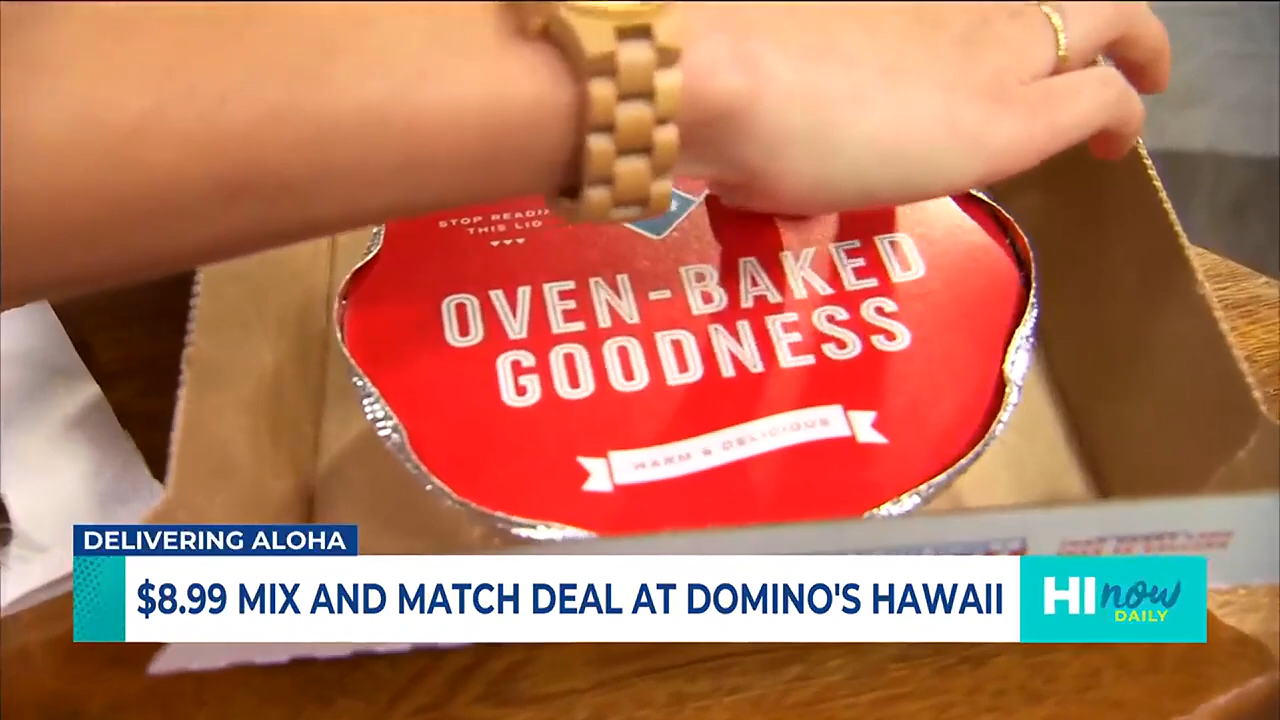 STOP READI
THIS LID
OVEN-BAKED
GOODNESS
WARM & DELICIOUS
DELIVERING ALOHA
$8.99 MIX AND MATCH DEAL AT DOMINO'S HAWAII
HI now
DAILY